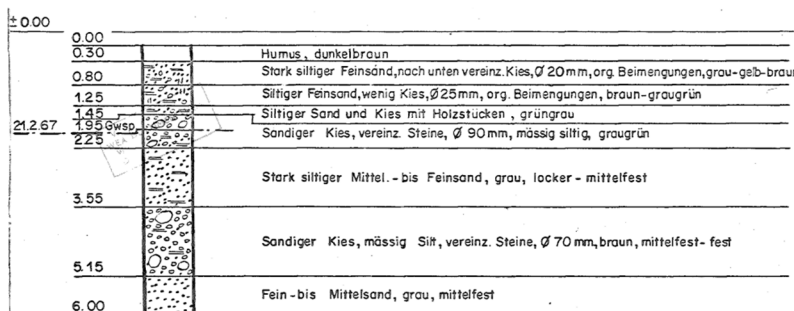 ± 0.00
0.00
Humus, dunkelbraun
0.30
Stark siltiger Feinsand, nach unten vereinz. Kies, Ø 20 mm, org. Beimengungen, grau-gelb-braun
0.80
Siltiger Feinsand, wenig Kies, Ø 25mm, org. Beimengungen, braun-graugrün
1.25
Siltiger Sand und Kies mit Holzstücken, grüngrau
1.45
21.2.67 1.95 Gwsp.
Sandiger Kies, vereinz. Steine, Ø 90 mm, mässig siltig, graugrün
2.25
Stark siltiger Mittel.- bis Feinsand, grau, locker - mittelfest
3.55
Sandiger Kies, mässig Silt, vereinz. Steine, Ø 70 mm, braun, mittelfest - fest
5.15
Fein - bis Mittelsand, grau, mittelfest
6.00